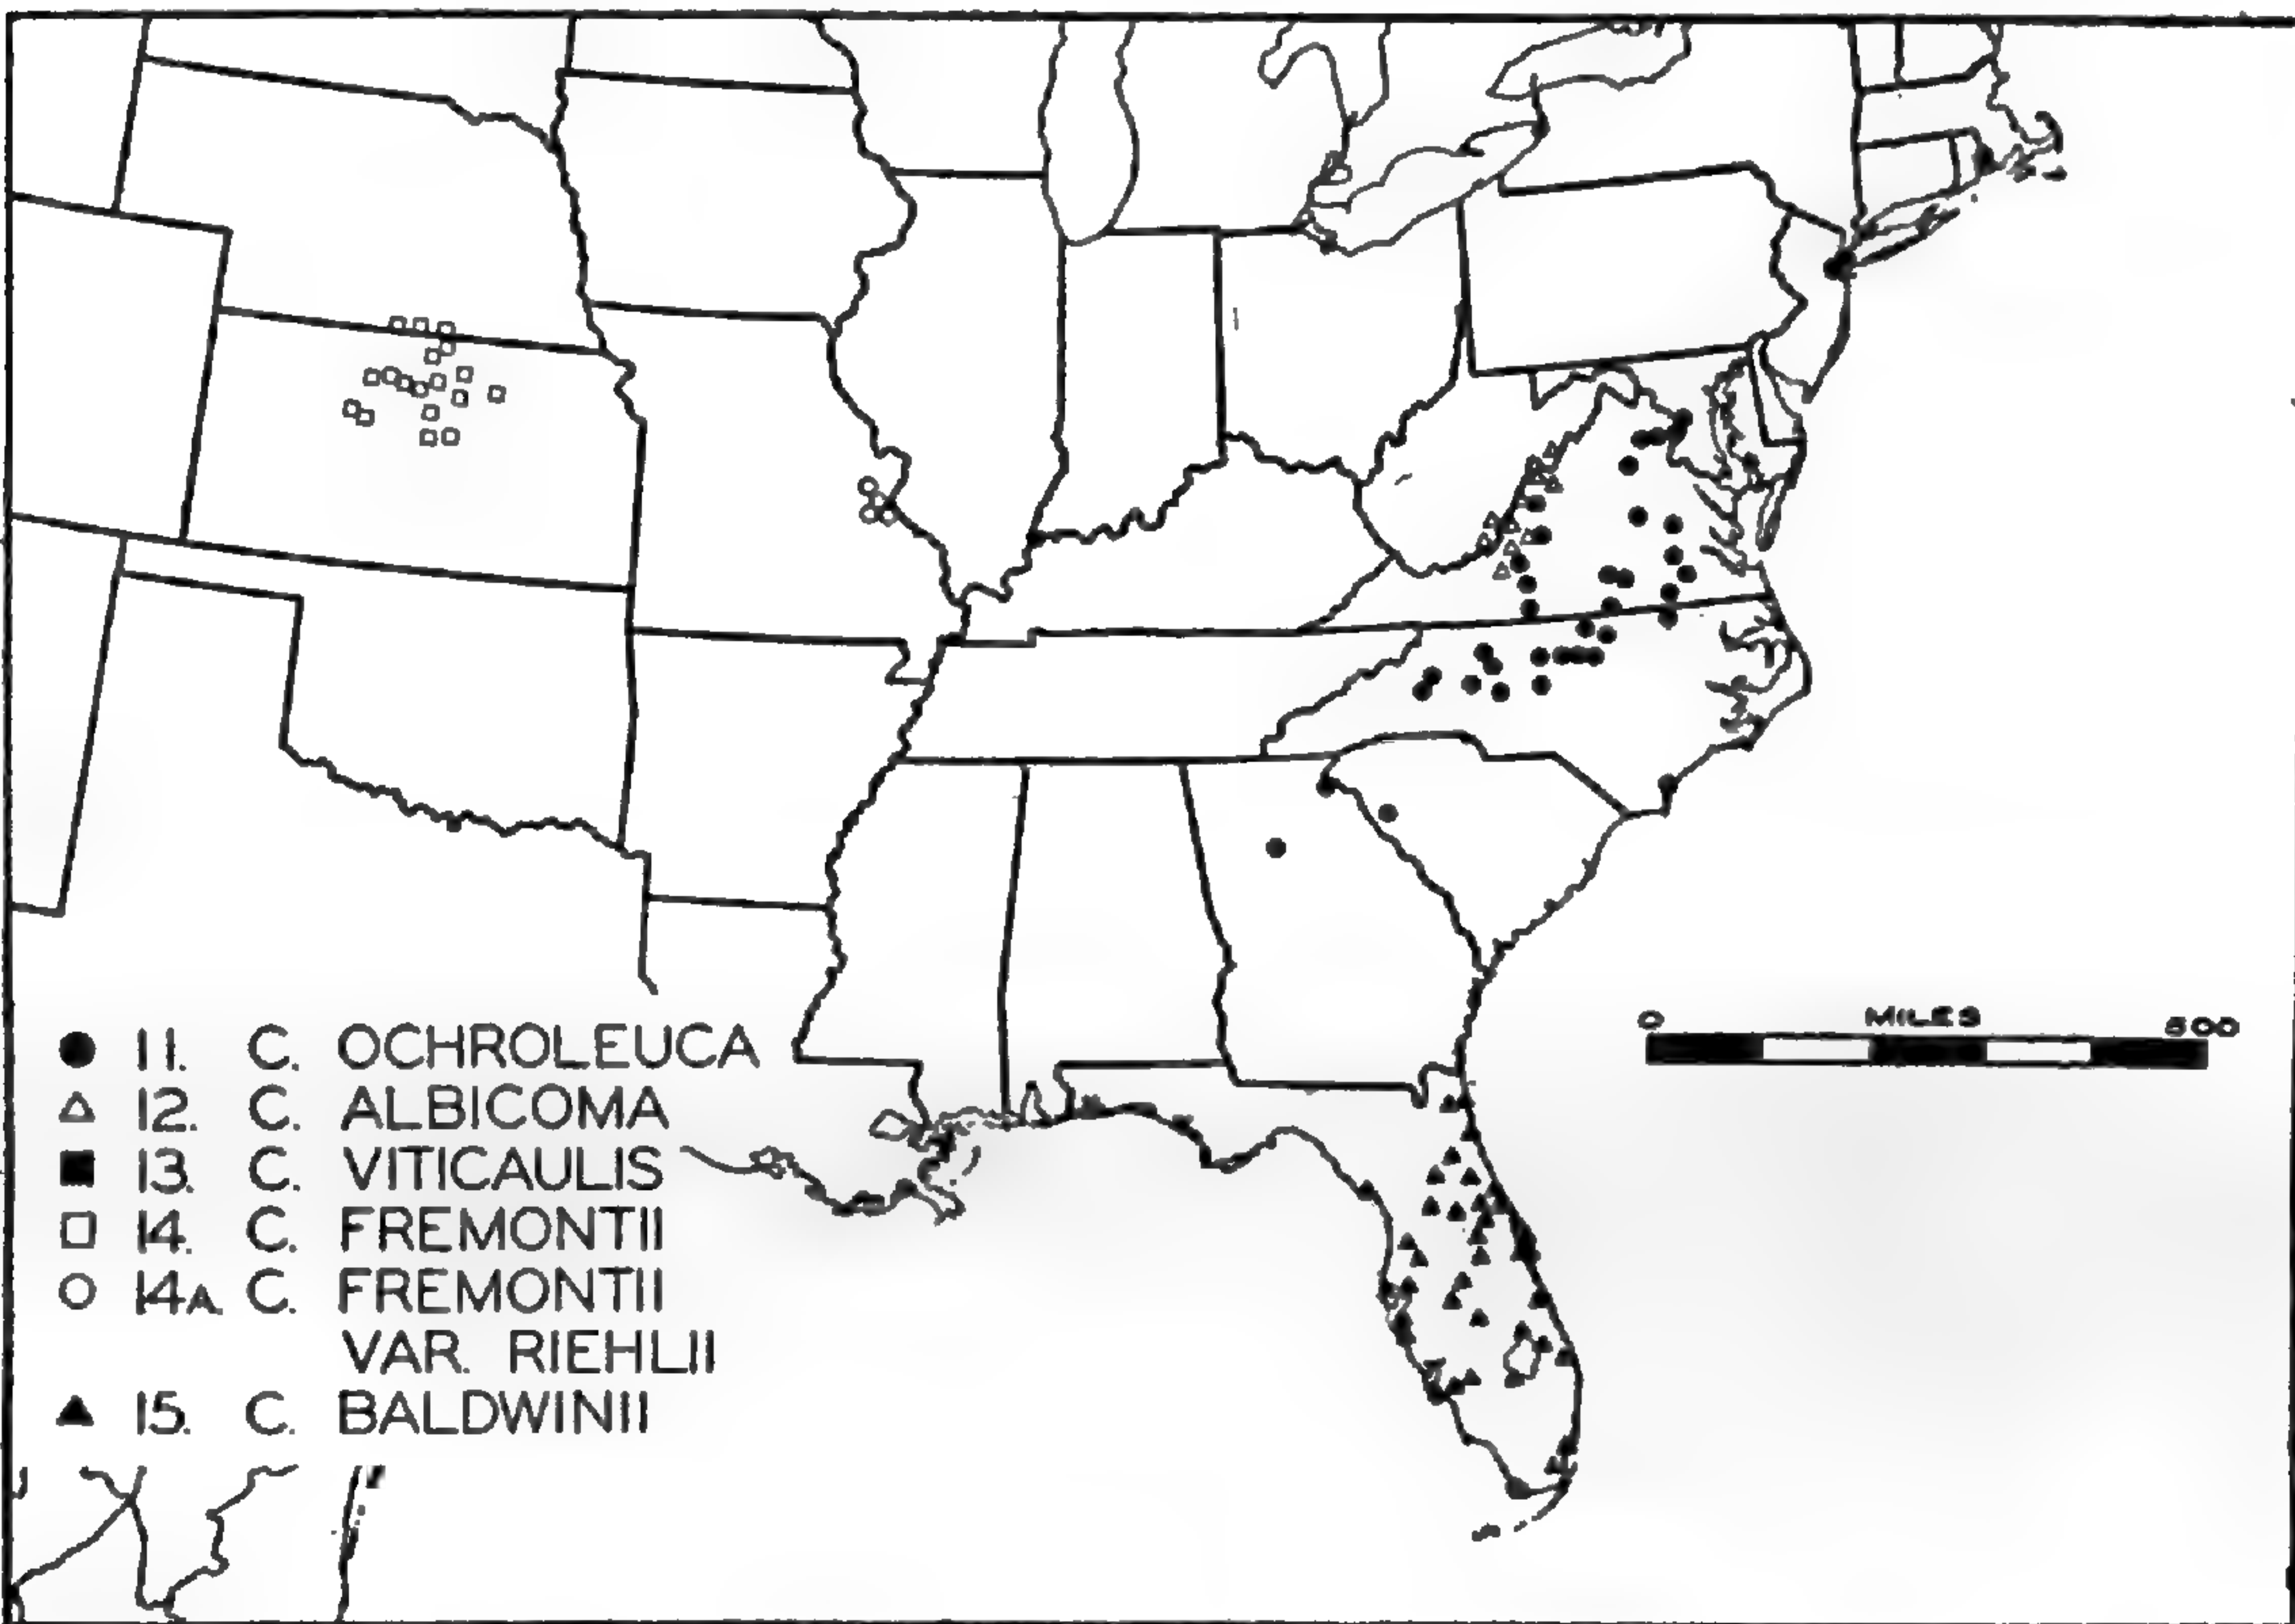 ● 11. C. OCHROLEUCA
△ 12. C. ALBICOMA
■ 13. C. VITICAULIS
□ 14. C. FREMONTII
○ 14A. C. FREMONTII
VAR. RIEHLII
▲ 15. C. BALDWINII
0 MILES 500